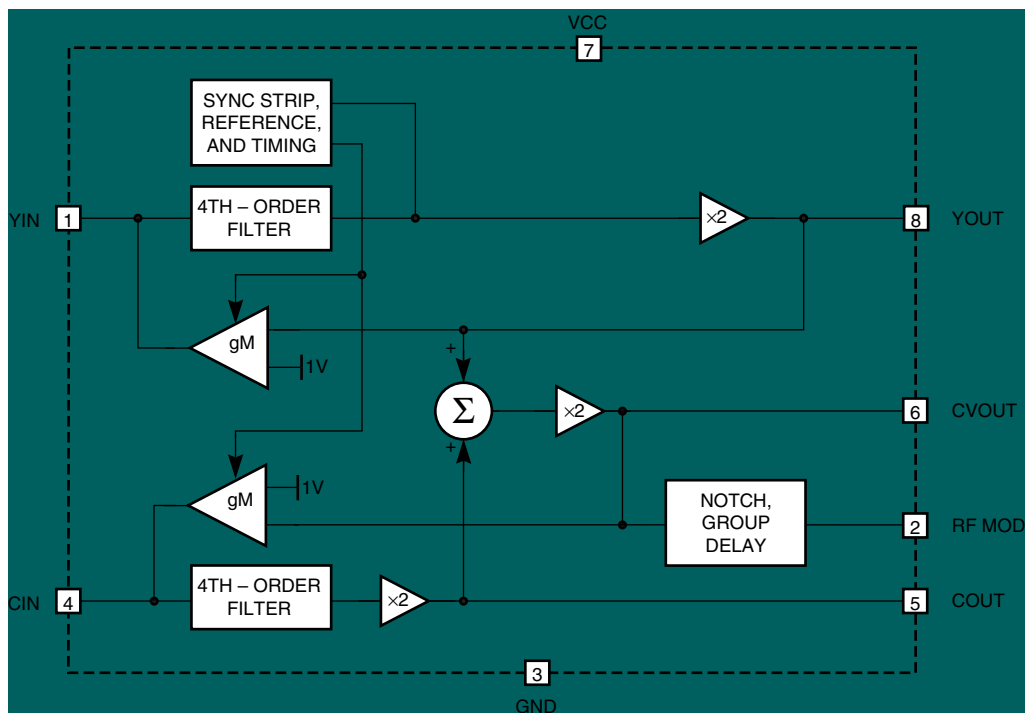 VCC
7
SYNC STRIP,
REFERENCE,
AND TIMING
YIN
1
4TH – ORDER
FILTER
×2
8
YOUT
gM
1V
+
Σ
×2
6
CVOUT
+
gM
1V
NOTCH,
GROUP
DELAY
2
RF MOD
CIN
4
4TH – ORDER
FILTER
×2
5
COUT
3
GND